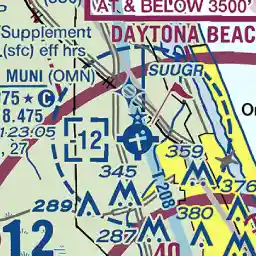 AT & BELOW 3500'
Supplement
DAYTONA BEAC
(sfc) eff hrs
SUUGR
MUNI (OMN)
75 C
8.475
123.05
27
12
359
345
376
T-208
289
380
12
287
40